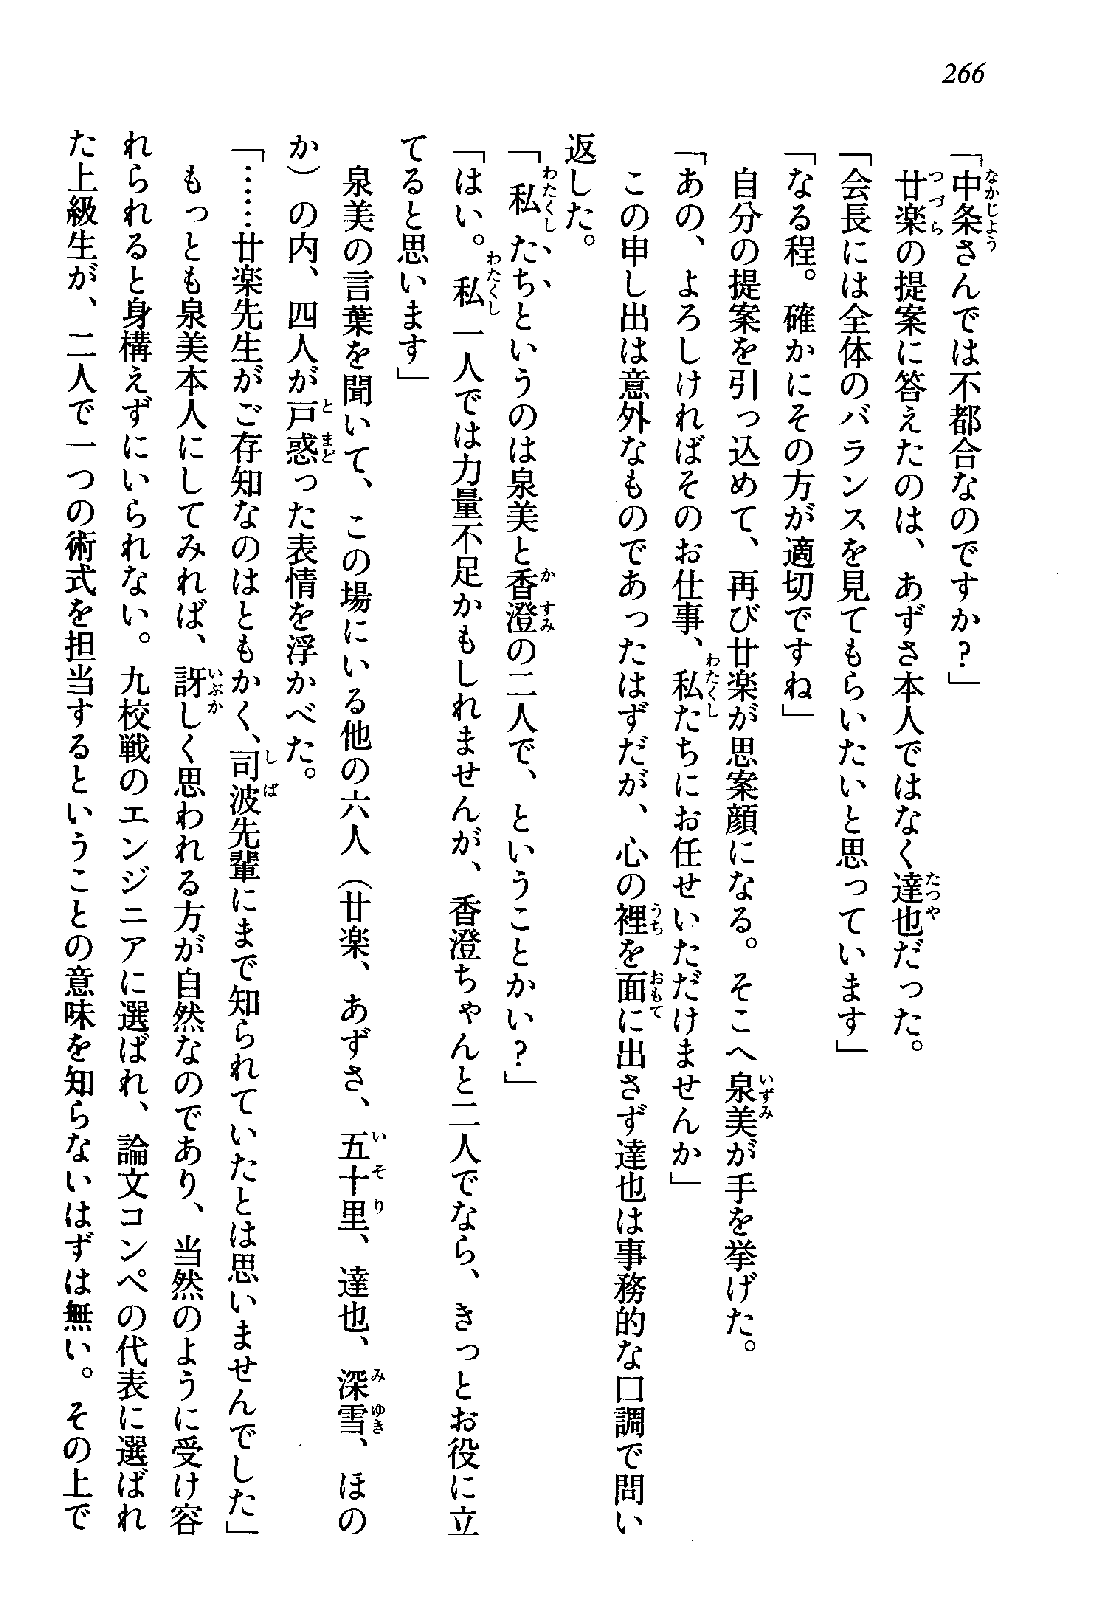 266
「中条さんでは不都合なのですか？」
廿楽の提案に答えたのは、あずさ本人ではなく達也だった。
「会長には全体のバランスを見てもらいたいと思っています」
「なる程。確かにその方が適切ですね」
自分の提案を引っ込めて、再び廿楽が思案顔になる。そこへ泉美が手を挙げた。
「あの、よろしければそのお仕事、私たちにお任せいただけませんか」
この申し出は意外なものであったはずだが、心の裡を面に出さず達也は事務的な口調で問い
返した。
「私たちというのは泉美と香澄の二人で、ということかい？」
「はい。私一人では力量不足かもしれませんが、香澄ちゃんと二人でなら、きっとお役に立
てると思います」
泉美の言葉を聞いて、この場にいる他の六人（廿楽、あずさ、五十里、達也、深雪、ほの
か）の内、四人が戸惑った表情を浮かべた。
「……廿楽先生がご存知なのはともかく、司波先輩にまで知られていたとは思いませんでした」
もっとも泉美本人にしてみれば、訝しく思われる方が自然なのであり、当然のように受け容
れられると身構えずにいられない。九校戦のエンジニアに選ばれ、論文コンペの代表に選ばれ
た上級生が、二人で一つの術式を担当するということの意味を知らないはずは無い。その上で